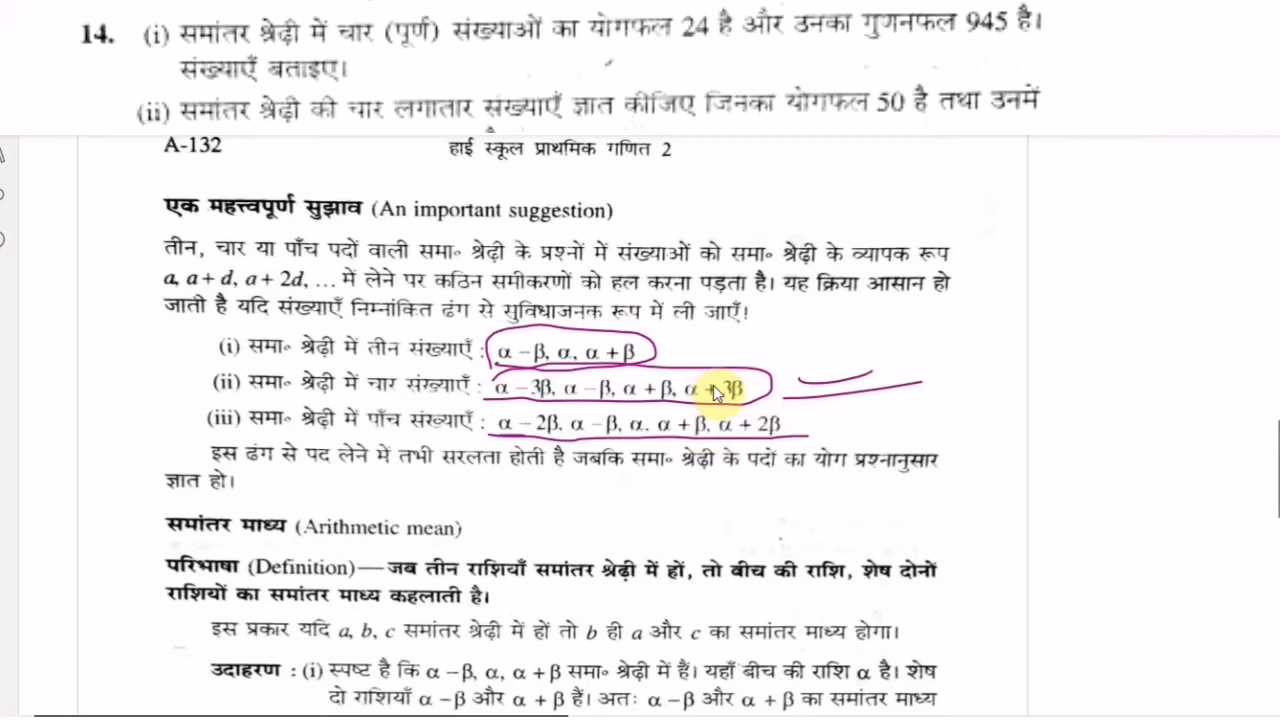 14. (i) समांतर श्रेढ़ी में चार (पूर्ण) संख्याओं का योगफल 24 है और उनका गुणनफल 945 है।
संख्याएँ बताइए।
(ii) समांतर श्रेढ़ी की चार लगातार संख्याएँ ज्ञात कीजिए जिनका योगफल 50 है तथा उनमें
A-132 हाई स्कूल प्राथमिक गणित 2
एक महत्त्वपूर्ण सुझाव (An important suggestion)
तीन, चार या पाँच पदों वाली समा॰ श्रेढ़ी के प्रश्नों में संख्याओं को समा॰ श्रेढ़ी के व्यापक रूप
a, a + d, a + 2d, … में लेने पर कठिन समीकरणों को हल करना पड़ता है। यह क्रिया आसान हो
जाती है यदि संख्याएँ निम्नांकित ढंग से सुविधाजनक रूप में ली जाएँ!
(i) समा॰ श्रेढ़ी में तीन संख्याएँ : α – β, α, α + β
(ii) समा॰ श्रेढ़ी में चार संख्याएँ : α – 3β, α – β, α + β, α + 3β
(iii) समा॰ श्रेढ़ी में पाँच संख्याएँ : α – 2β, α – β, α, α + β, α + 2β
इस ढंग से पद लेने में तभी सरलता होती है जबकि समा॰ श्रेढ़ी के पदों का योग प्रश्नानुसार
ज्ञात हो।
समांतर माध्य (Arithmetic mean)
परिभाषा (Definition)—जब तीन राशियाँ समांतर श्रेढ़ी में हों, तो बीच की राशि, शेष दोनों
राशियों का समांतर माध्य कहलाती है।
इस प्रकार यदि a, b, c समांतर श्रेढ़ी में हों तो b ही a और c का समांतर माध्य होगा।
उदाहरण : (i) स्पष्ट है कि α – β, α, α + β समा॰ श्रेढ़ी में हैं। यहाँ बीच की राशि α है। शेष
दो राशियाँ α – β और α + β हैं। अतः α – β और α + β का समांतर माध्य